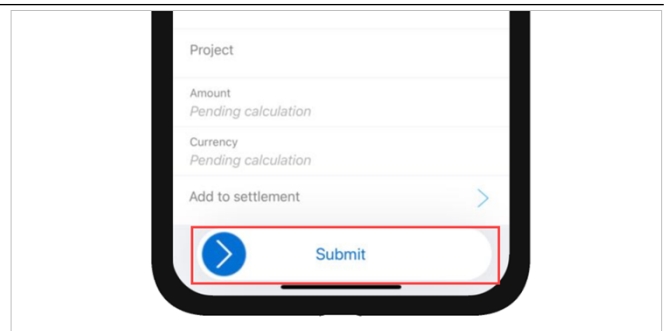 Project
Amount
Pending calculation
Currency
Pending calculation
Add to settlement
Submit